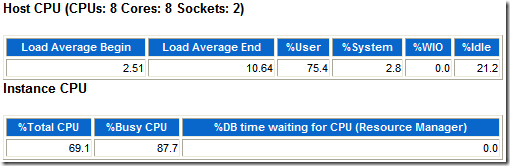 Host CPU (CPUs: 8 Cores: 8 Sockets: 2)
Load Average Begin Load Average End %User %System %WIO %Idle
2.51 10.64 75.4 2.8 0.0 21.2
Instance CPU
%Total CPU %Busy CPU %DB time waiting for CPU (Resource Manager)
69.1 87.7 0.0